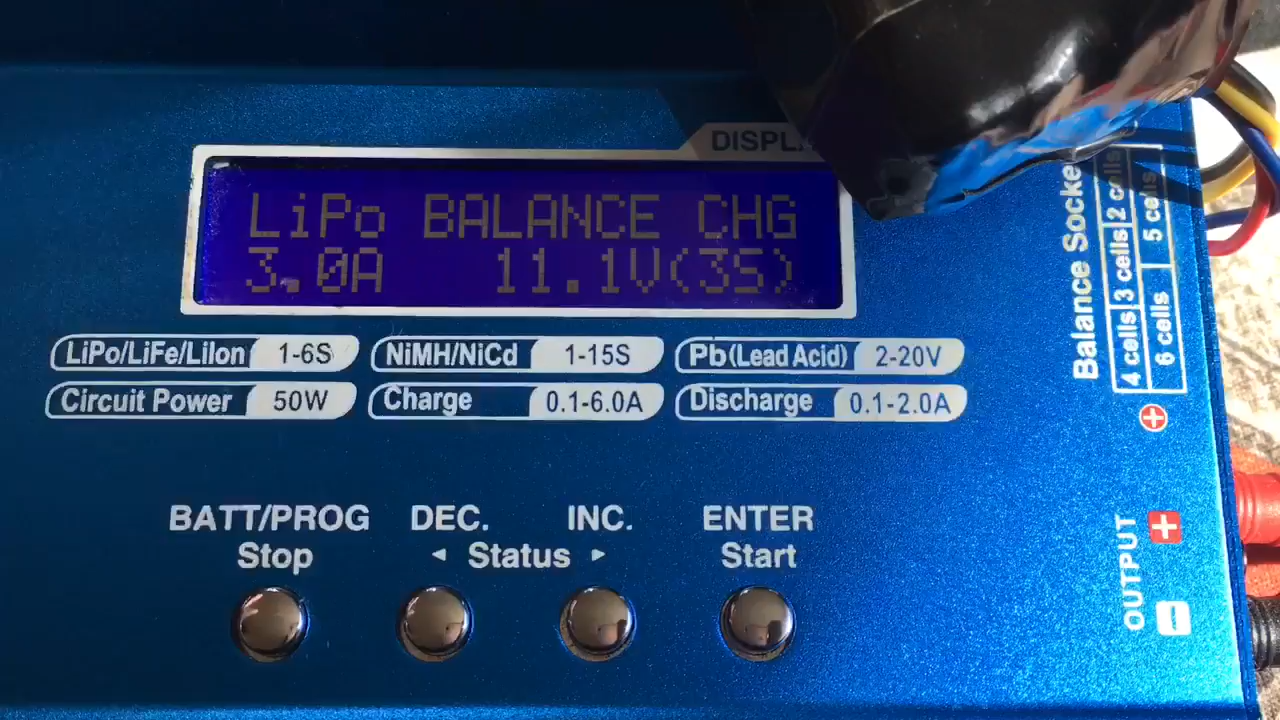 DISPLA
LiPo BALANCE CHG
3.0A 11.1V(3S)
LiPo/LiFe/LiIon 1-6S
NiMH/NiCd 1-15S
Pb(Lead Acid) 2-20V
Circuit Power 50W
Charge 0.1-6.0A
Discharge 0.1-2.0A
BATT/PROG
Stop
DEC.
INC.
◄ Status ►
ENTER
Start
Balance Socke
2 cells
3 cells
4 cells
5 cells
6 cells
OUTPUT
+
-